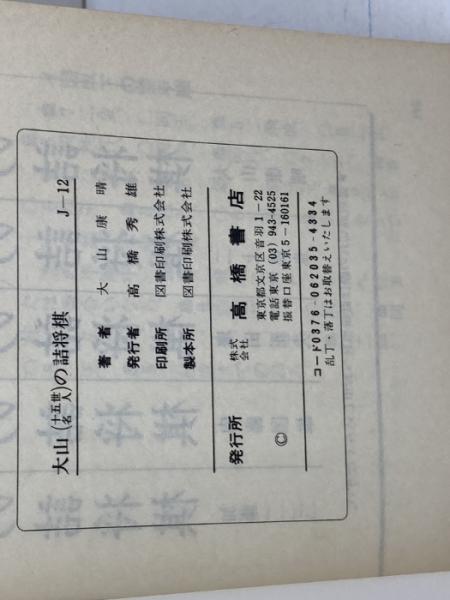 大山(十五世名人)の詰将棋 J—12
著者 大山康晴
発行者 高橋秀雄
印刷所 図書印刷株式会社
製本所 図書印刷株式会社
発行所 株式会社 高橋書店
東京都文京区音羽1—22
電話東京(03)943-4525
振替口座東京5—160161
©
コード0376-062035-4334
乱丁・落丁はお取替えいたします